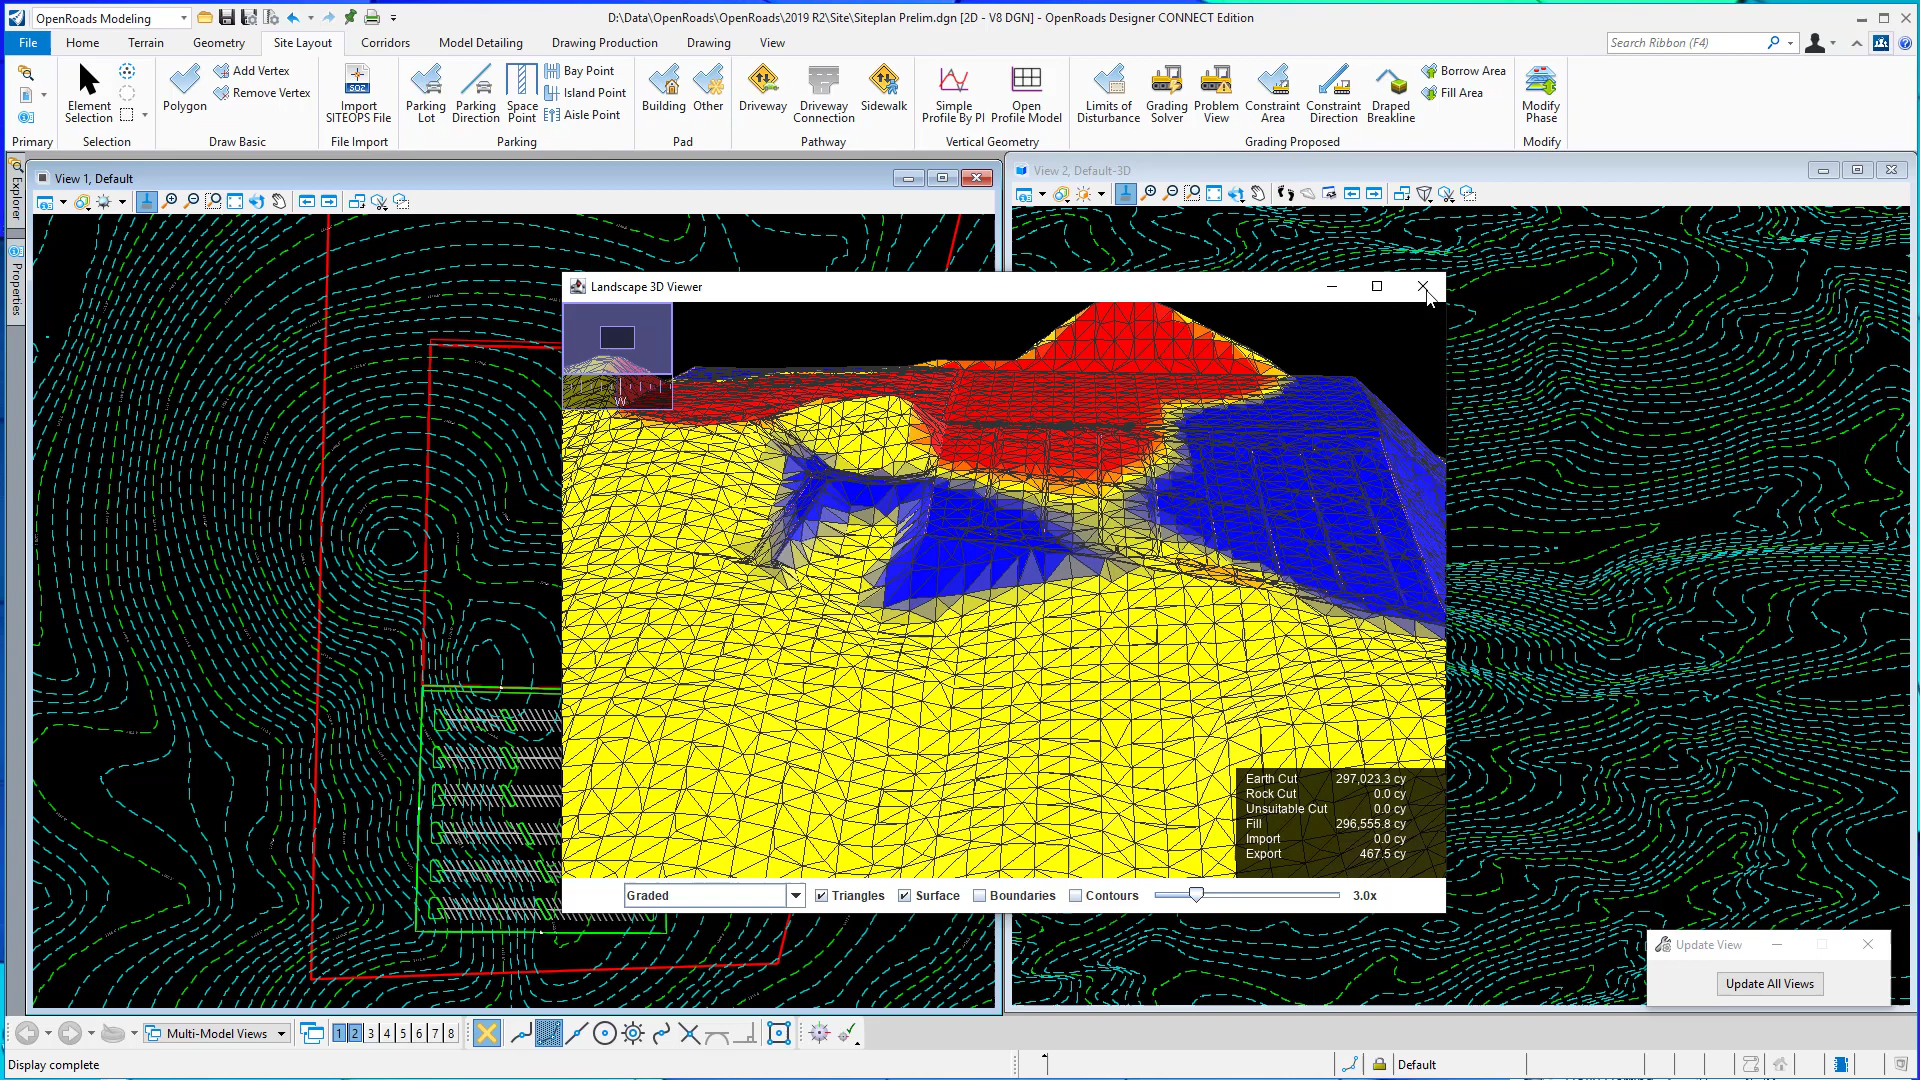 OpenRoads Modeling
D:\Data\OpenRoads\OpenRoads\2019 R2\Site\Siteplan Prelim.dgn [2D - V8 DGN] - OpenRoads Designer CONNECT Edition
File Home Terrain Geometry Site Layout Corridors Model Detailing Drawing Production Drawing View
Search Ribbon (F4)
Element Selection
Primary
Selection
Polygon
Add Vertex
Remove Vertex
Draw Basic
Import SITEOPS File
SO2
File Import
Parking Lot
Parking Direction
Space Point
Bay Point
Island Point
Aisle Point
Parking
Building
Other
Pad
Driveway
Driveway Connection
Sidewalk
Pathway
Simple Profile By PI
Open Profile Model
Vertical Geometry
Limits of Disturbance
Grading Solver
Problem View
Constraint Area
Constraint Direction
Draped Breakline
Borrow Area
Fill Area
Grading Proposed
Modify Phase
Modify
Explorer
Properties
View 1, Default
View 2, Default-3D
Landscape 3D Viewer
W
Earth Cut 297,023.3 cy
Rock Cut 0.0 cy
Unsuitable Cut 0.0 cy
Fill 296,555.8 cy
Import 0.0 cy
Export 467.5 cy
Graded
Triangles
Surface
Boundaries
Contours
3.0x
Update View
Update All Views
Multi-Model Views
1 2 3 4 5 6 7 8
Display complete
Default